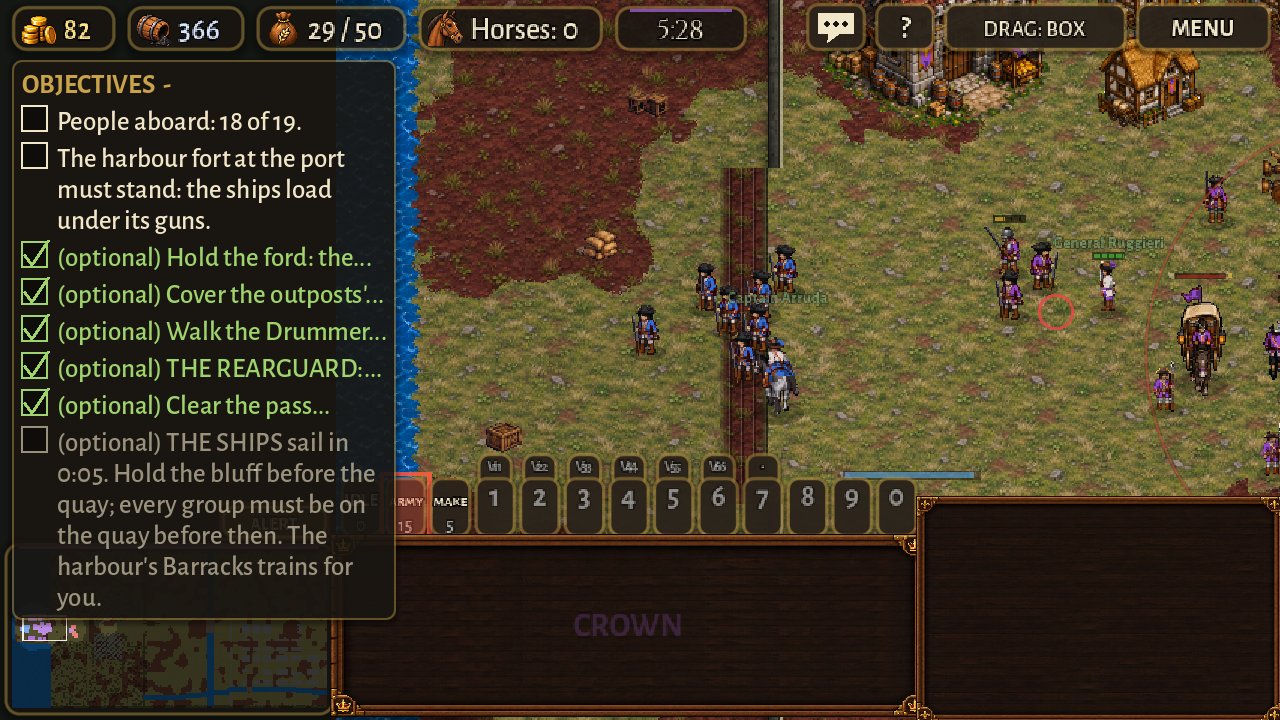 82
366
29 / 50
Horses: 0
5:28
?
DRAG: BOX
MENU
OBJECTIVES -
People aboard: 18 of 19.
The harbour fort at the port
must stand: the ships load
under its guns.
(optional) Hold the ford: the...
(optional) Cover the outposts'...
(optional) Walk the Drummer...
(optional) THE REARGUARD:...
(optional) Clear the pass...
(optional) THE SHIPS sail in
0:05. Hold the bluff before the
quay; every group must be on
the quay before then. The
harbour's Barracks trains for
you.
General Ruggieri
Captain Arruda
ARMY
15
MAKE
5
1
2
3
4
5
6
7
8
9
0
CROWN